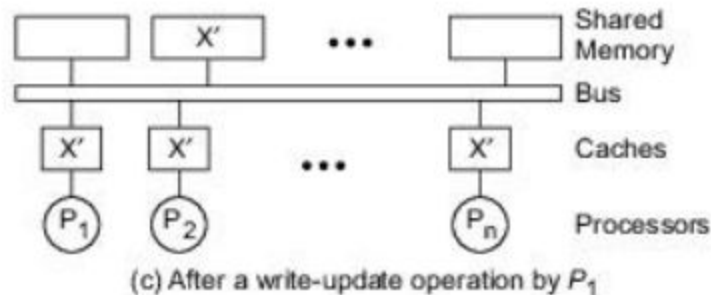 Shared
X′ ••• Memory
Bus
X′ X′ ••• X′ Caches
P1 P2 Pn Processors
(c) After a write-update operation by P1